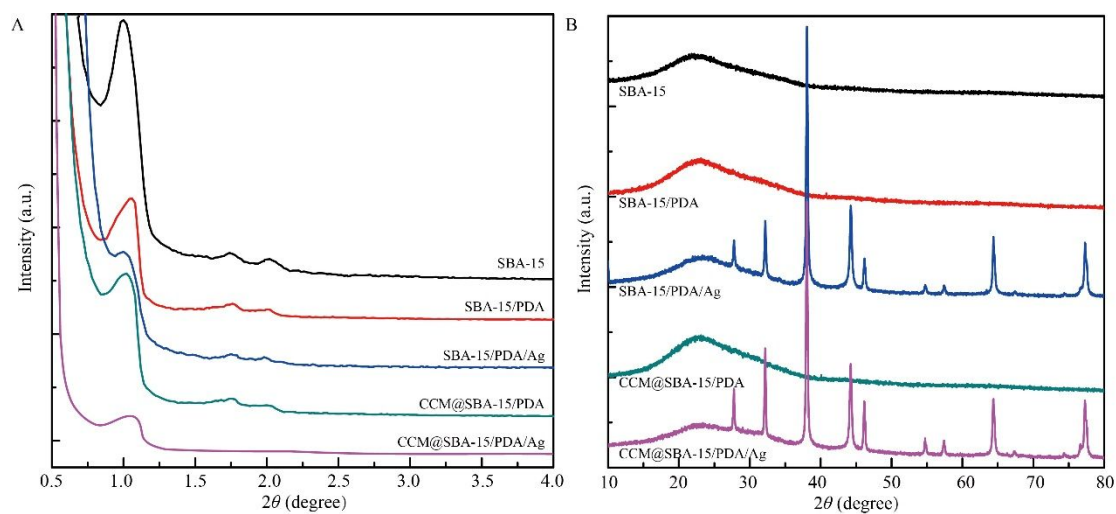 A
Intensity (a.u.)
SBA-15
SBA-15/PDA
SBA-15/PDA/Ag
CCM@SBA-15/PDA
CCM@SBA-15/PDA/Ag
0.5 1.0 1.5 2.0 2.5 3.0 3.5 4.0
2θ (degree)
B
Intensity (a.u.)
SBA-15
SBA-15/PDA
SBA-15/PDA/Ag
CCM@SBA-15/PDA
CCM@SBA-15/PDA/Ag
10 20 30 40 50 60 70 80
2θ (degree)